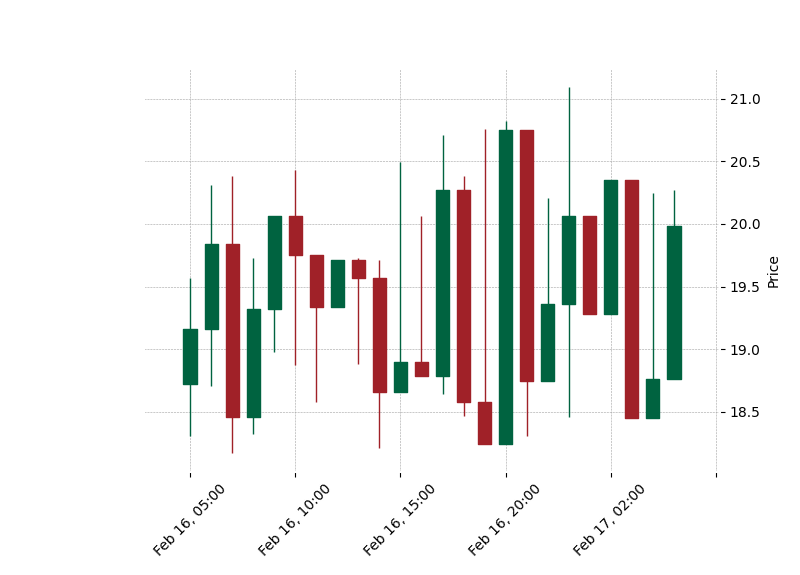 21.0
20.5
20.0
19.5
19.0
18.5
Price
Feb 16, 05:00
Feb 16, 10:00
Feb 16, 15:00
Feb 16, 20:00
Feb 17, 02:00